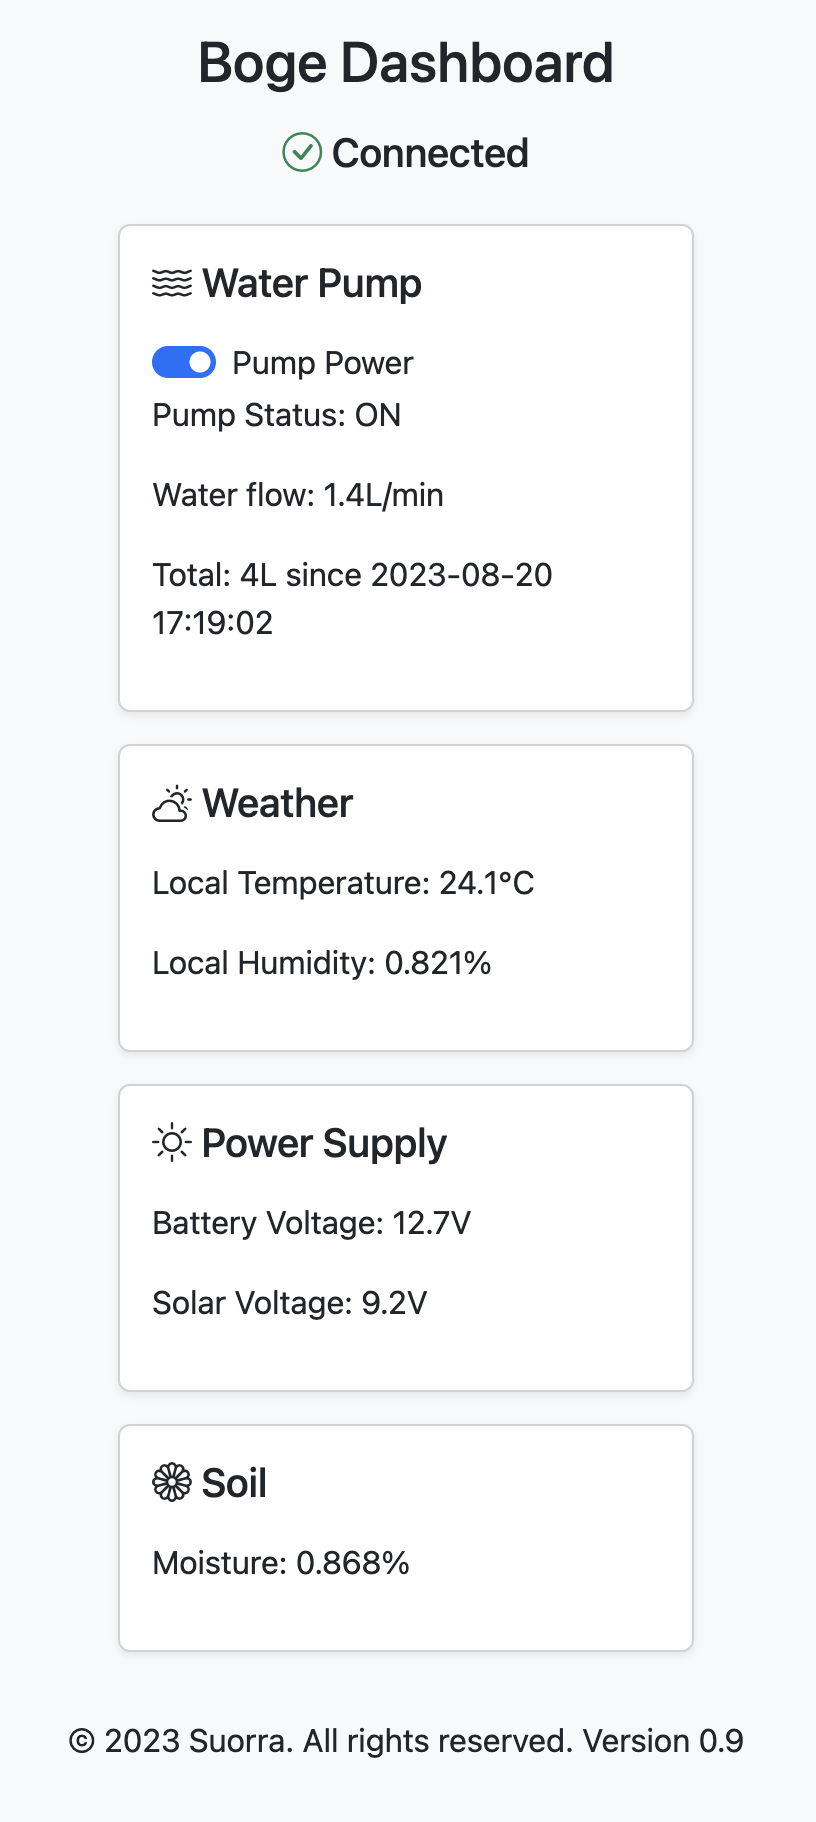 Boge Dashboard
Connected
Water Pump
Pump Power
Pump Status: ON
Water flow: 1.4L/min
Total: 4L since 2023-08-20
17:19:02
Weather
Local Temperature: 24.1°C
Local Humidity: 0.821%
Power Supply
Battery Voltage: 12.7V
Solar Voltage: 9.2V
Soil
Moisture: 0.868%
© 2023 Suorra. All rights reserved. Version 0.9